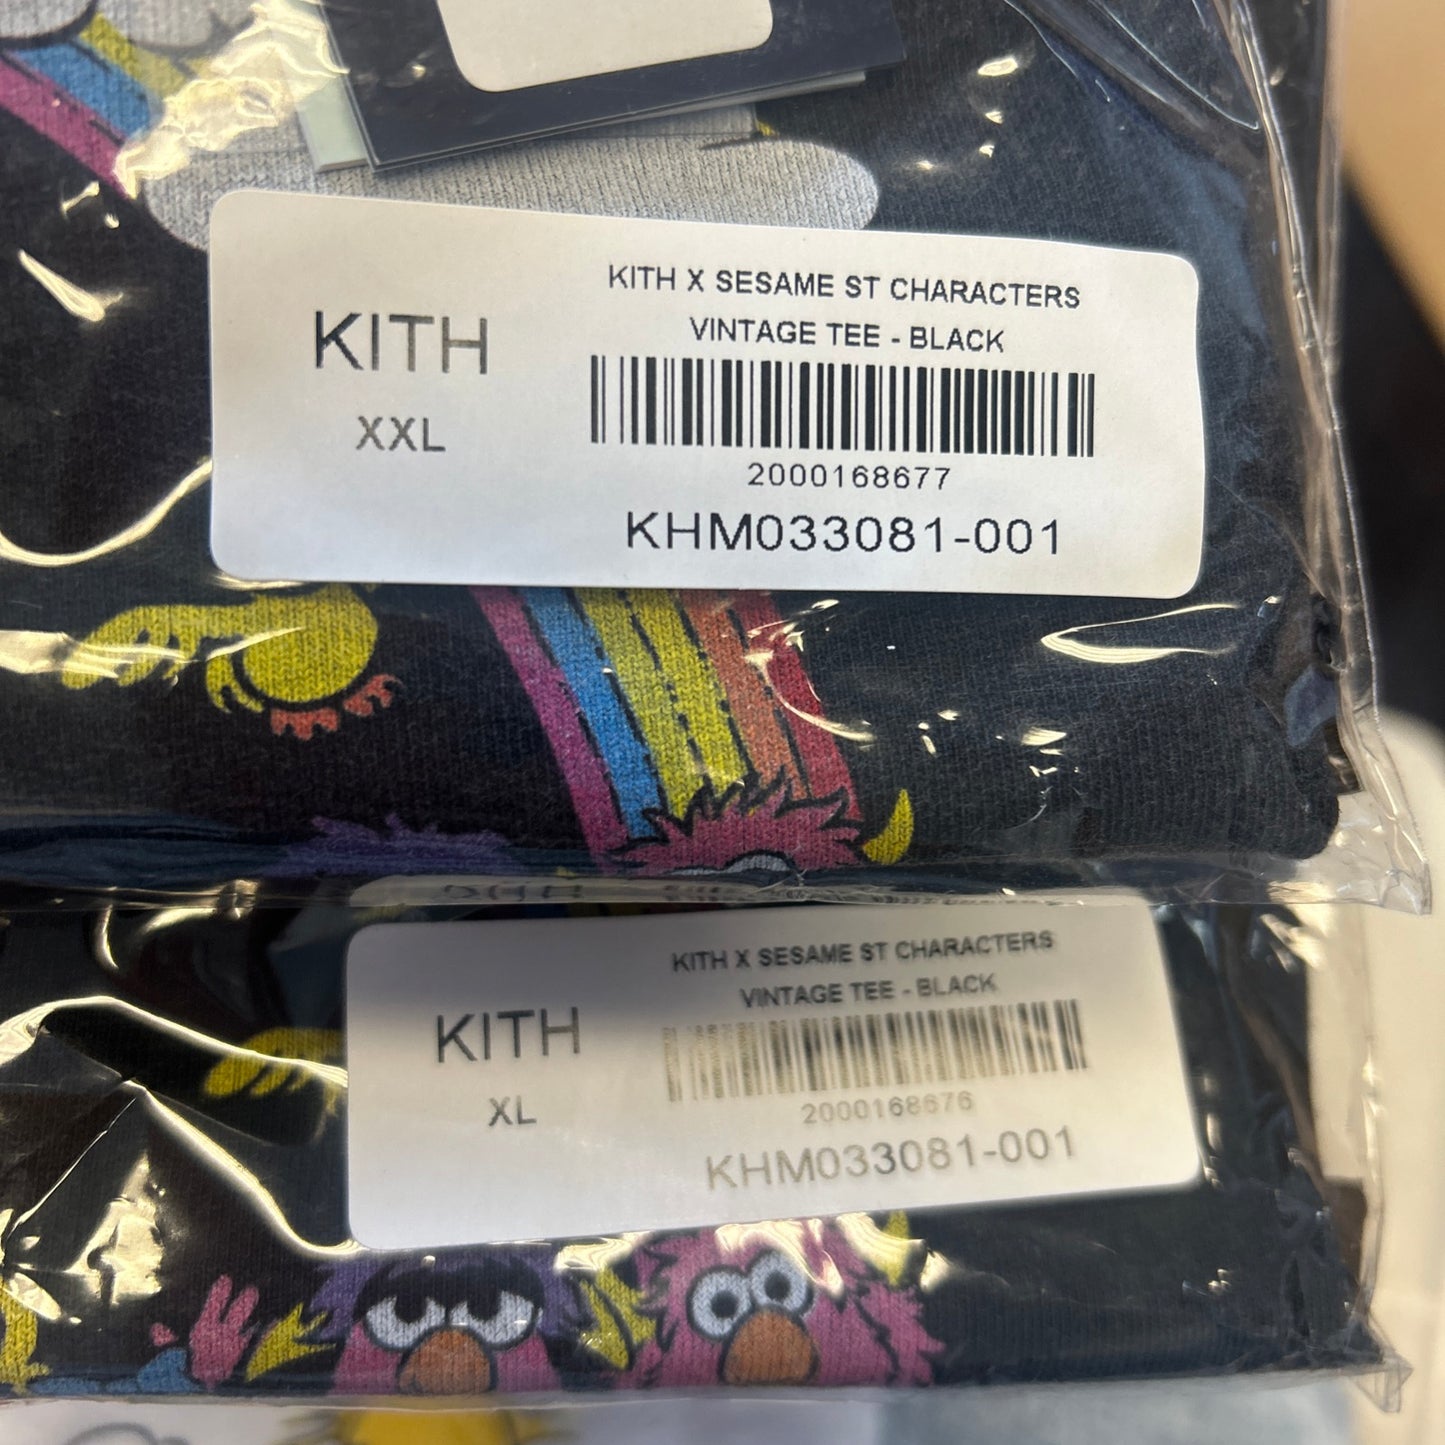 KITH X SESAME ST CHARACTERS
VINTAGE TEE - BLACK
KITH
XXL
2000168677
KHM033081-001
KITH X SESAME ST CHARACTERS
VINTAGE TEE - BLACK
KITH
XL
2000168676
KHM033081-001